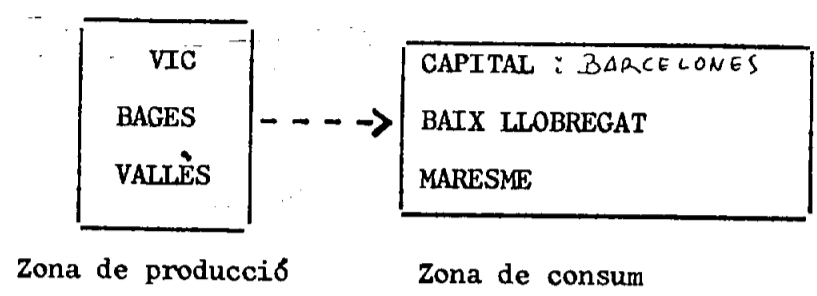 VIC
BAGES
VALLÈS
CAPITAL : BARCELONES
BAIX LLOBREGAT
MARESME
Zona de producció
Zona de consum